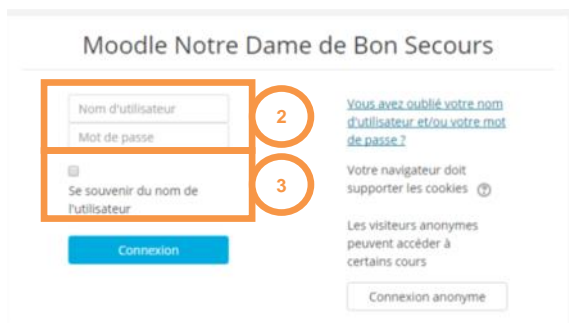 Moodle Notre Dame de Bon Secours
Nom d'utilisateur
Mot de passe
2
Se souvenir du nom de
l'utilisateur
3
Connexion
Vous avez oublié votre nom
d'utilisateur et/ou votre mot
de passe ?
Votre navigateur doit
supporter les cookies ?
Les visiteurs anonymes
peuvent accéder à
certains cours
Connexion anonyme